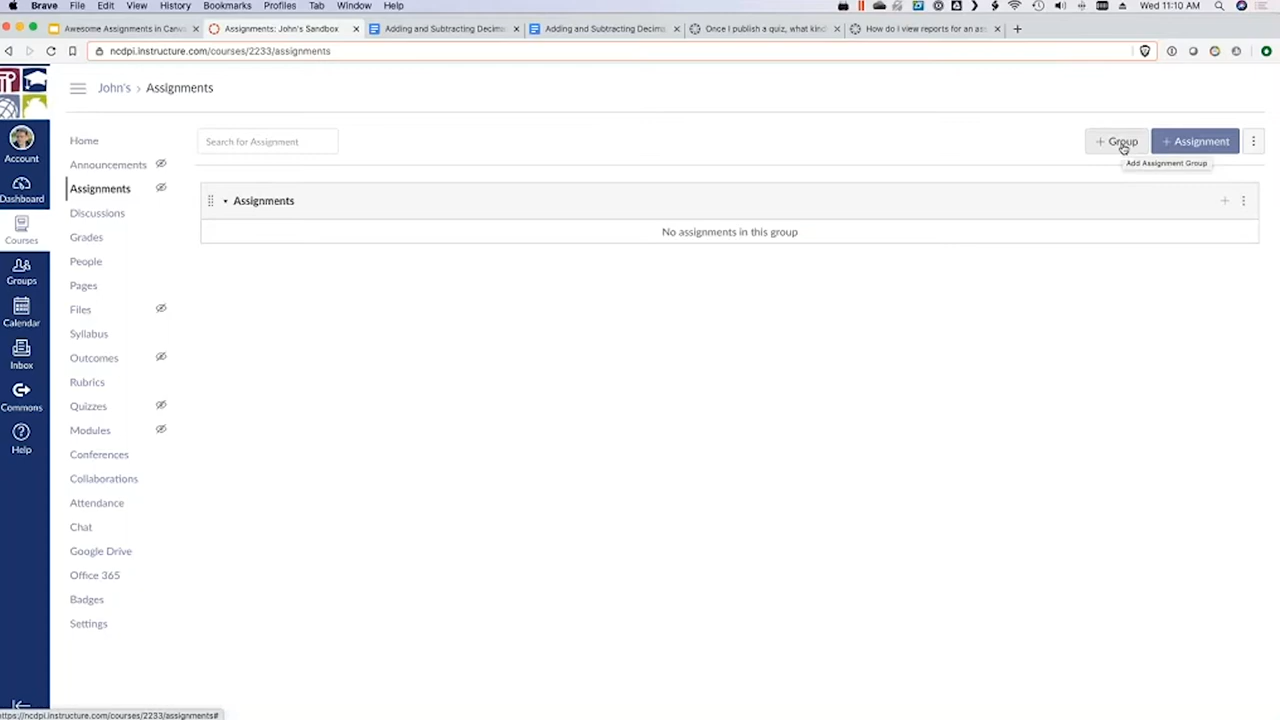 Brave File Edit View History Bookmarks Profiles Tab Window Help Wed 11:10 AM
Awesome Assignments in Canva Assignments: John's Sandbox Adding and Subtracting Decim Adding and Subtracting Decim Once I publish a quiz, what kin How do I view reports for an as
ncdpi.instructure.com/courses/2233/assignments
John's › Assignments
Search for Assignment
+ Group
+ Assignment
Add Assignment Group
Assignments
No assignments in this group
Account
Dashboard
Courses
Groups
Calendar
Inbox
Commons
Help
Home
Announcements
Assignments
Discussions
Grades
People
Pages
Files
Syllabus
Outcomes
Rubrics
Quizzes
Modules
Conferences
Collaborations
Attendance
Chat
Google Drive
Office 365
Badges
Settings
https://ncdpi.instructure.com/courses/2233/assignments#